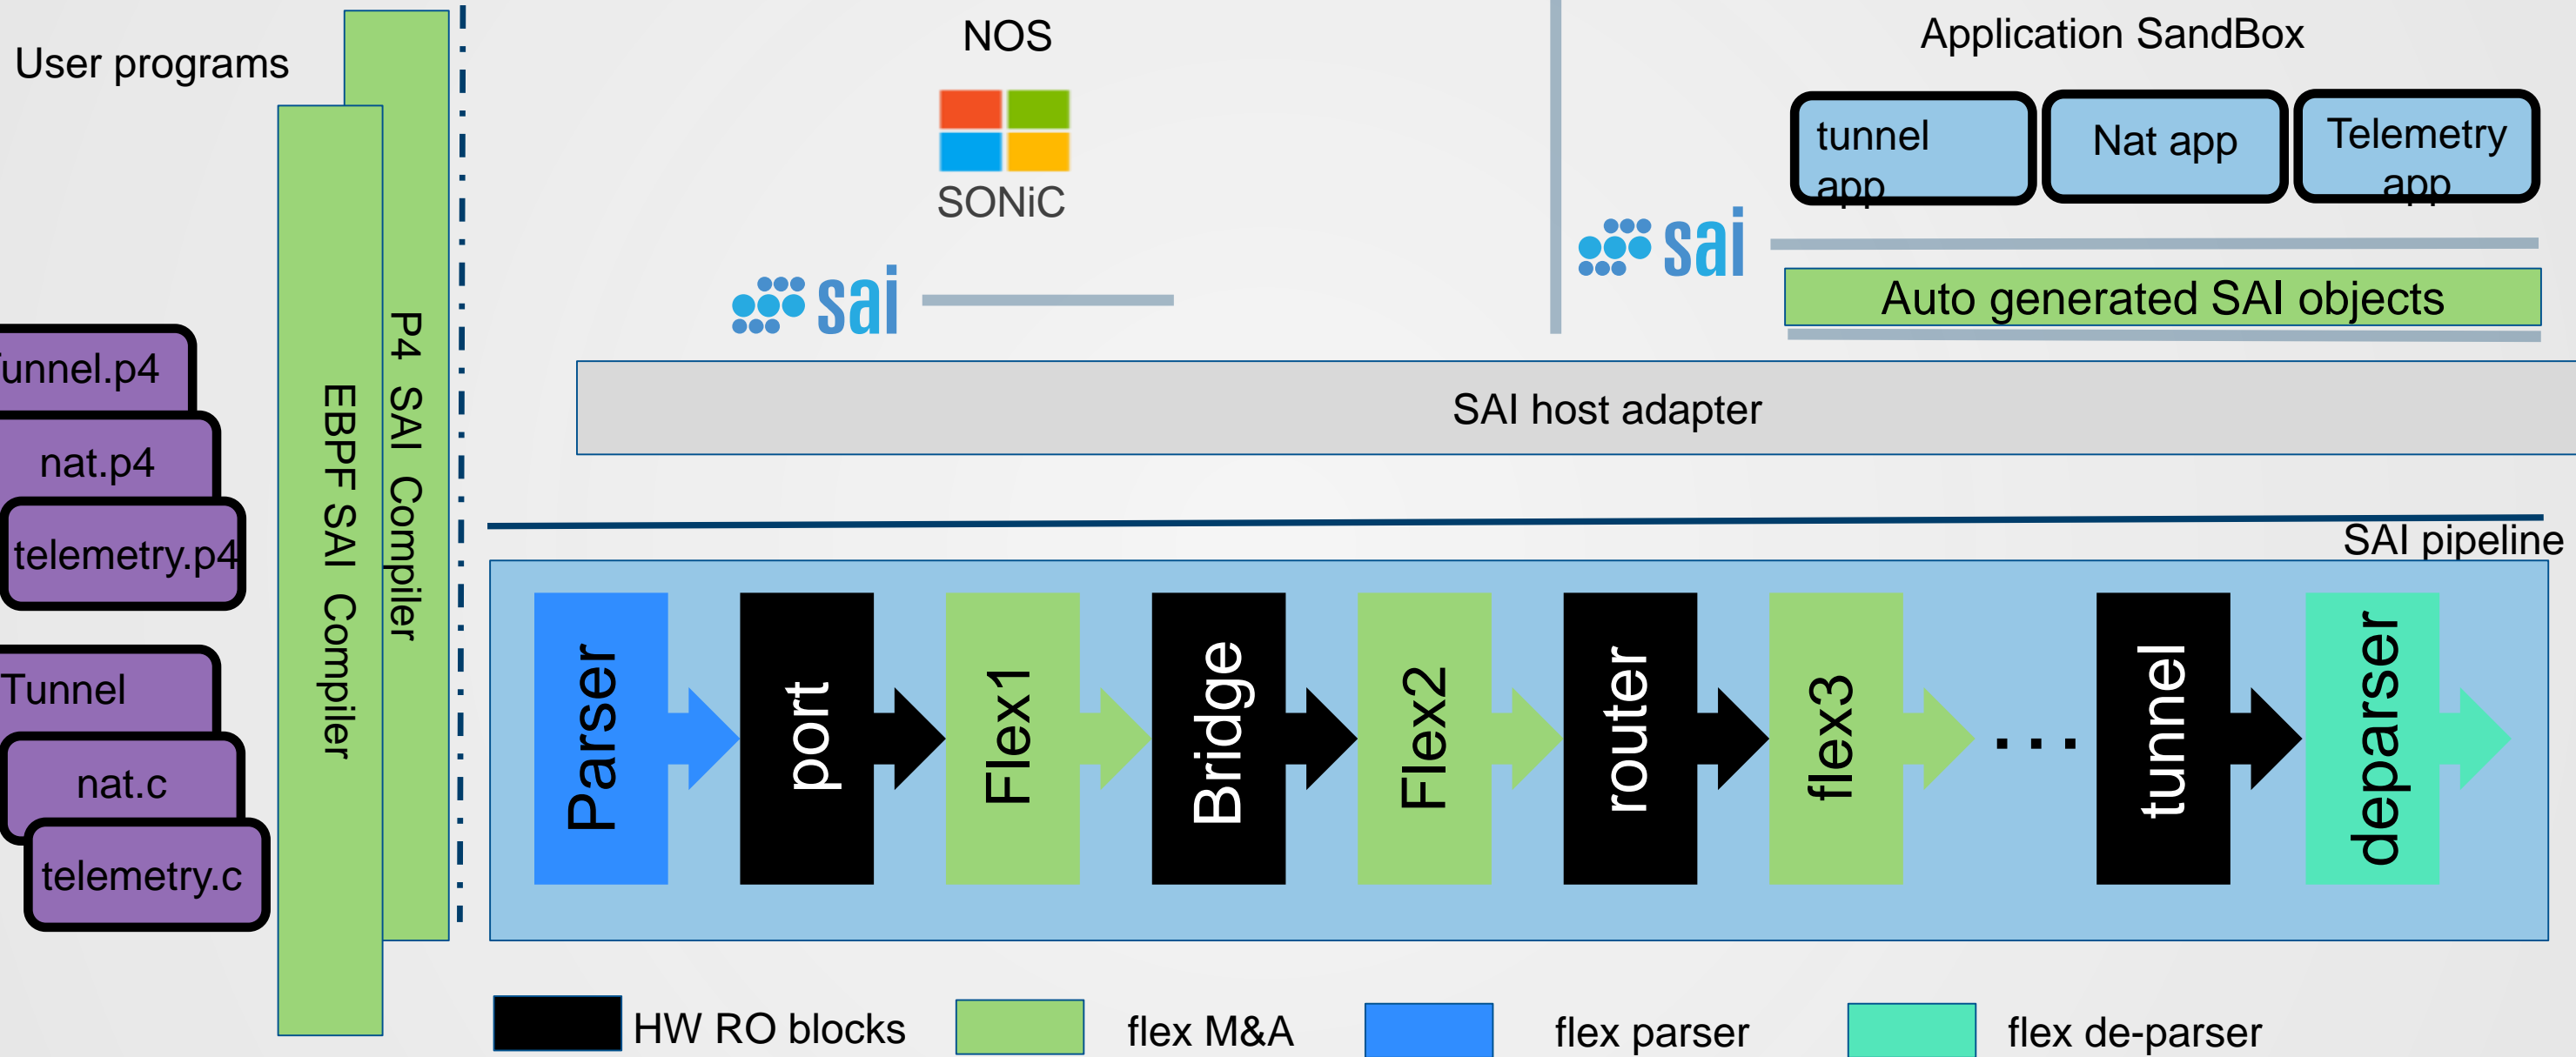 User programs
NOS
SONiC
Application SandBox
tunnel
app
Nat app
Telemetry
app
sai
sai
Auto generated SAI objects
P4 SAI Compiler
EBPF SAI Compiler
unnel.p4
nat.p4
telemetry.p4
Tunnel
nat.c
telemetry.c
SAI host adapter
SAI pipeline
Parser
port
Flex1
Bridge
Flex2
router
flex3
...
tunnel
deparser
HW RO blocks
flex M&A
flex parser
flex de-parser